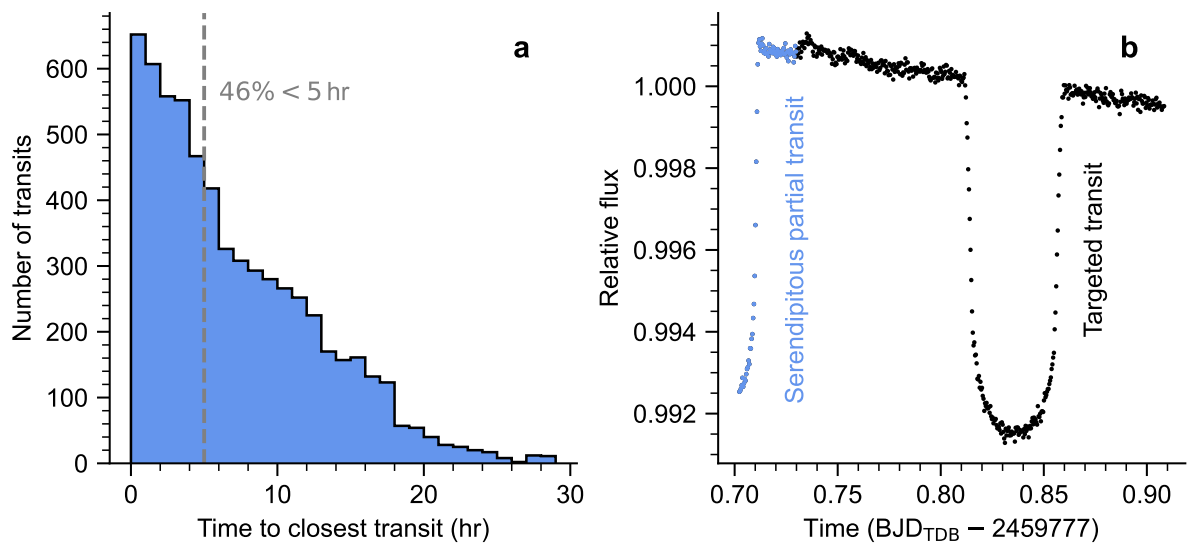 a
46% < 5 hr
600
500
400
300
200
100
0
Number of transits
0
10
20
30
Time to closest transit (hr)
b
1.000
0.998
0.996
0.994
0.992
Relative flux
Serendipitous partial transit
Targeted transit
0.70
0.75
0.80
0.85
0.90
Time (BJD_TDB − 2459777)